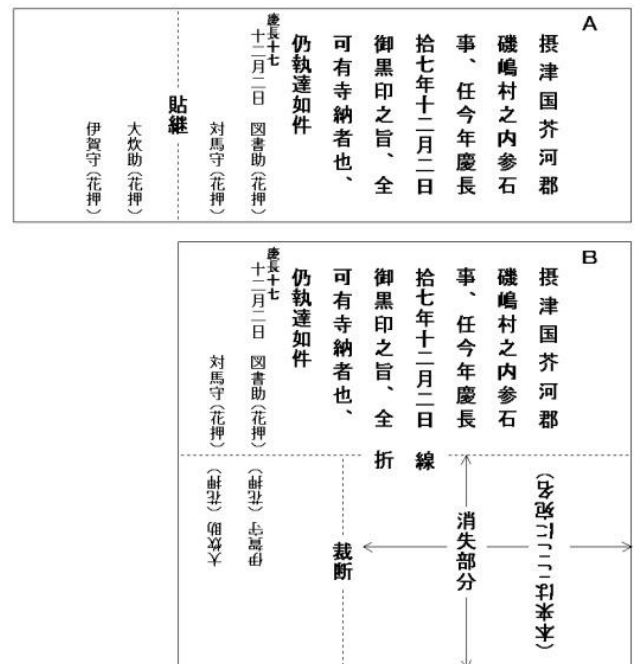 A
摂津国芥河郡
磯嶋村之内参石
事、任今年慶長
拾七年十二月二日
御黒印之旨、全
可有寺納者也、
仍執達如件
慶長十七
十二月二日 図書助(花押)
対馬守(花押)
貼継
大炊助(花押)
伊賀守(花押)
B
摂津国芥河郡
磯嶋村之内参石
事、任今年慶長
拾七年十二月二日
御黒印之旨、全
可有寺納者也、
仍執達如件
慶長十七
十二月二日 図書助(花押)
対馬守(花押)
折線
(本来はここに宛名)
消失部分
裁断
伊賀守(花押)
大炊助(花押)